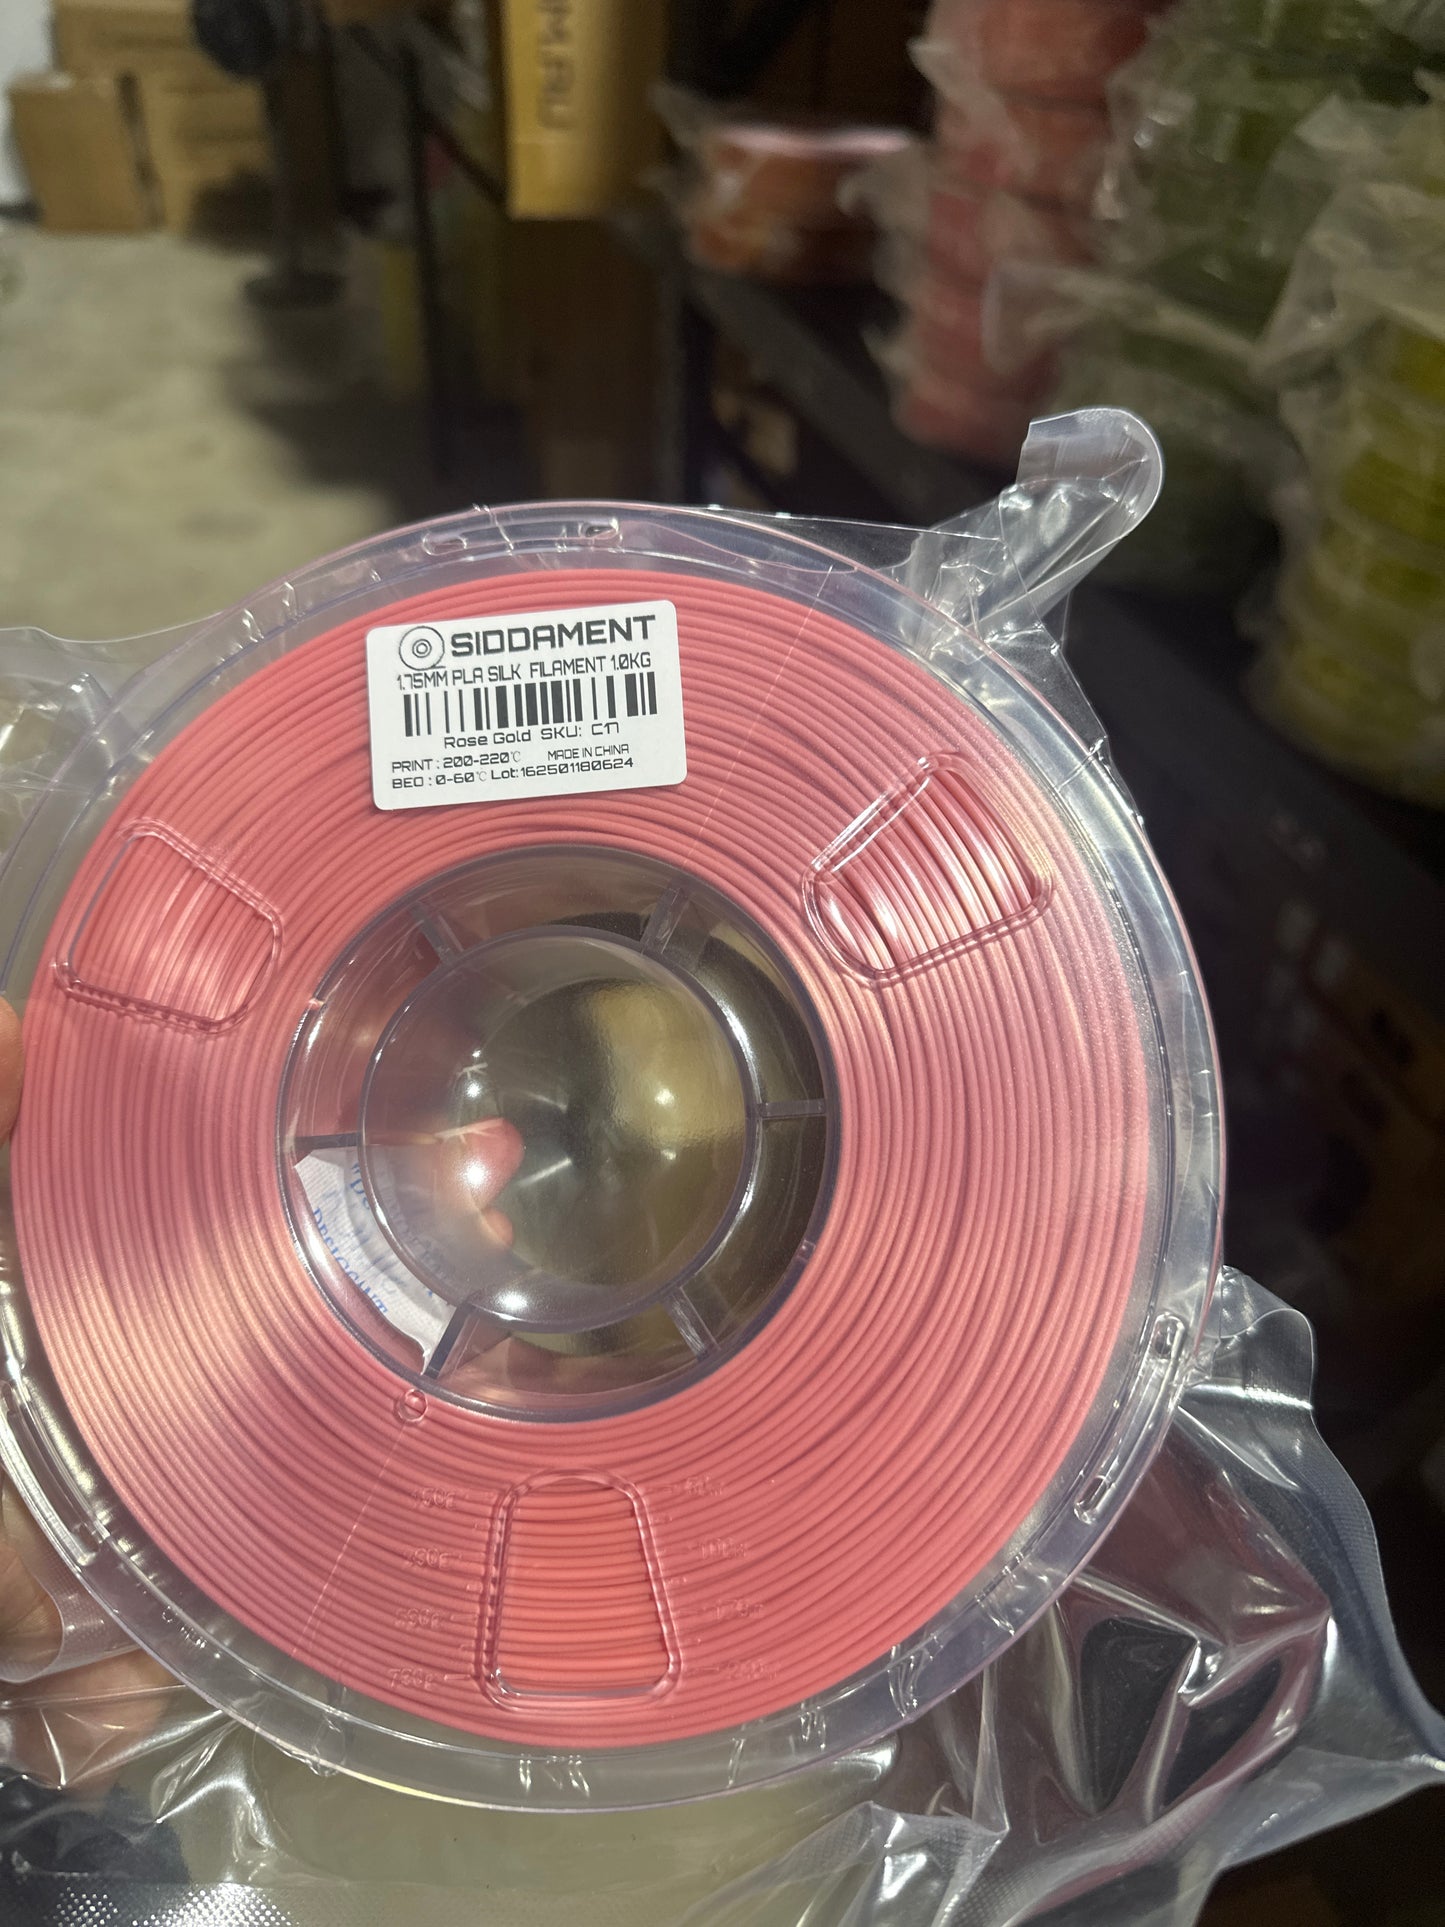 SIDDAMENT
1.75MM PLA SILK FILAMENT 1.0KG
Rose Gold SKU: C17
PRINT : 200-220℃ MADE IN CHINA
BED : 0-60℃ Lot:162501180624
750g